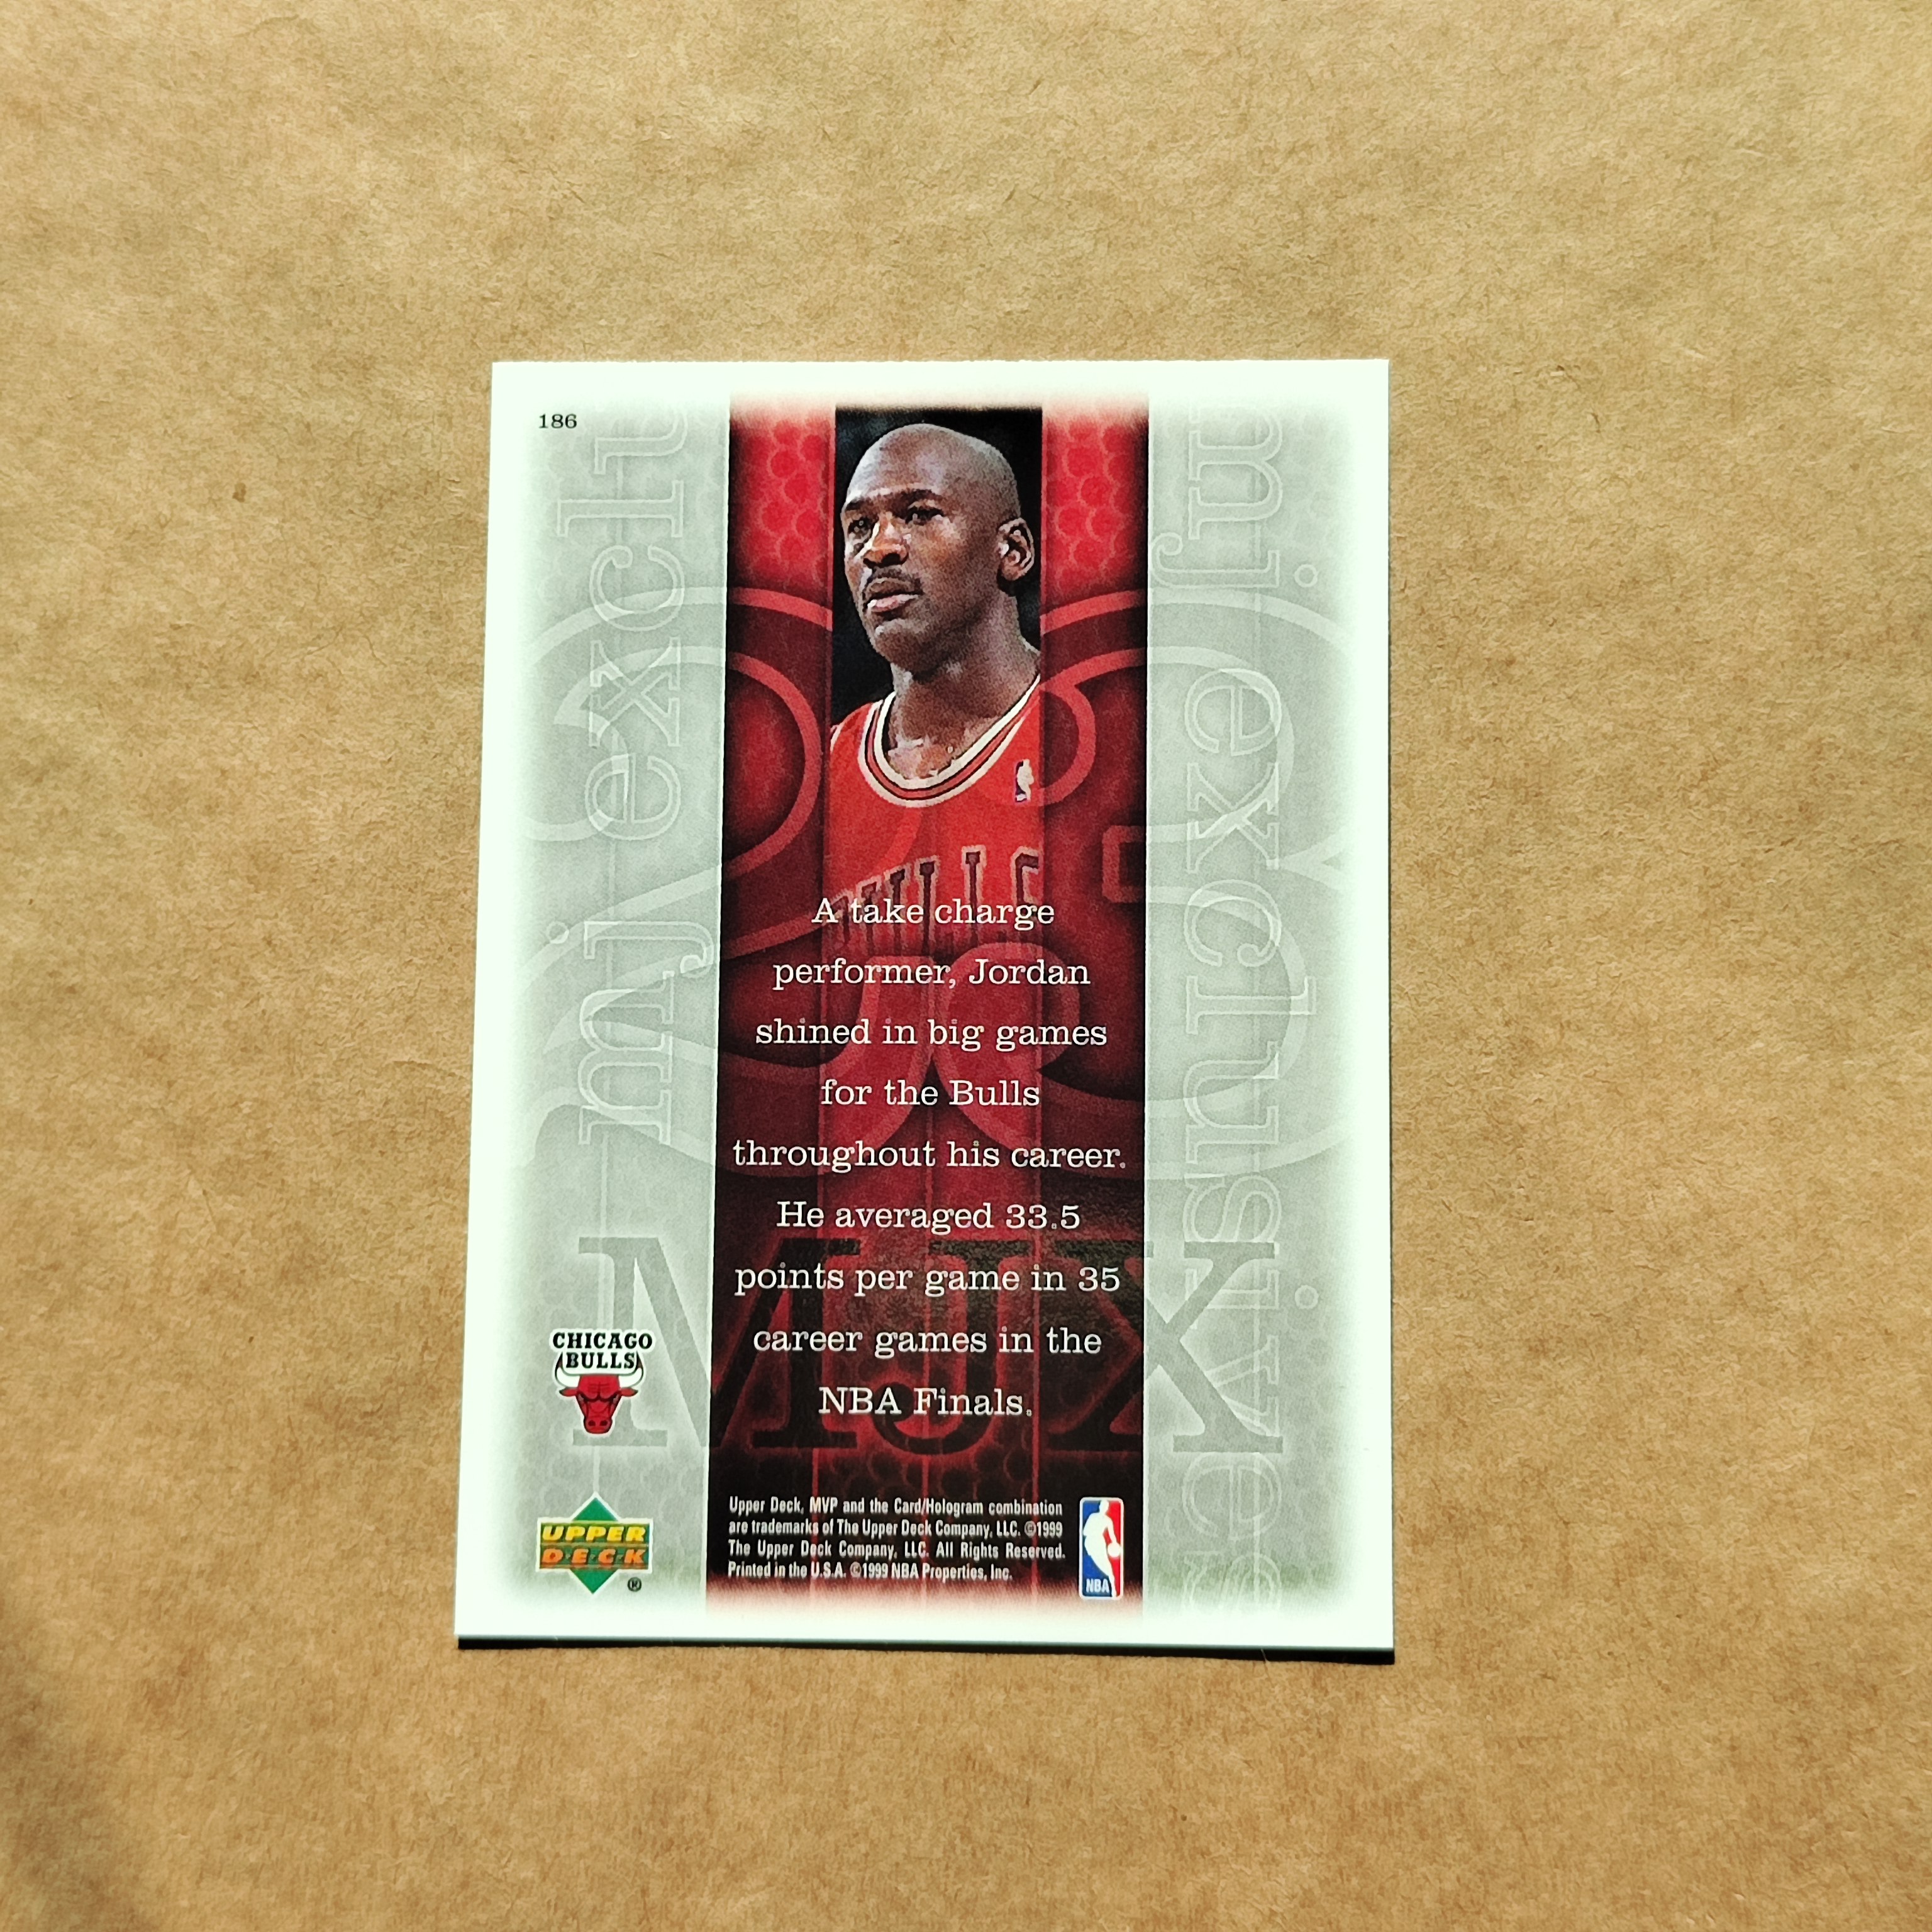 186
mj exclu
mj exclusives
BULLS
A take charge
performer, Jordan
shined in big games
for the Bulls
throughout his career.
He averaged 33.5
points per game in 35
career games in the
NBA Finals.
MJX
CHICAGO
BULLS
UPPER
DECK
®
Upper Deck, MVP and the Card/Hologram combination
are trademarks of The Upper Deck Company, LLC. ©1999
The Upper Deck Company, LLC. All Rights Reserved.
Printed in the U.S.A. ©1999 NBA Properties, Inc.
NBA